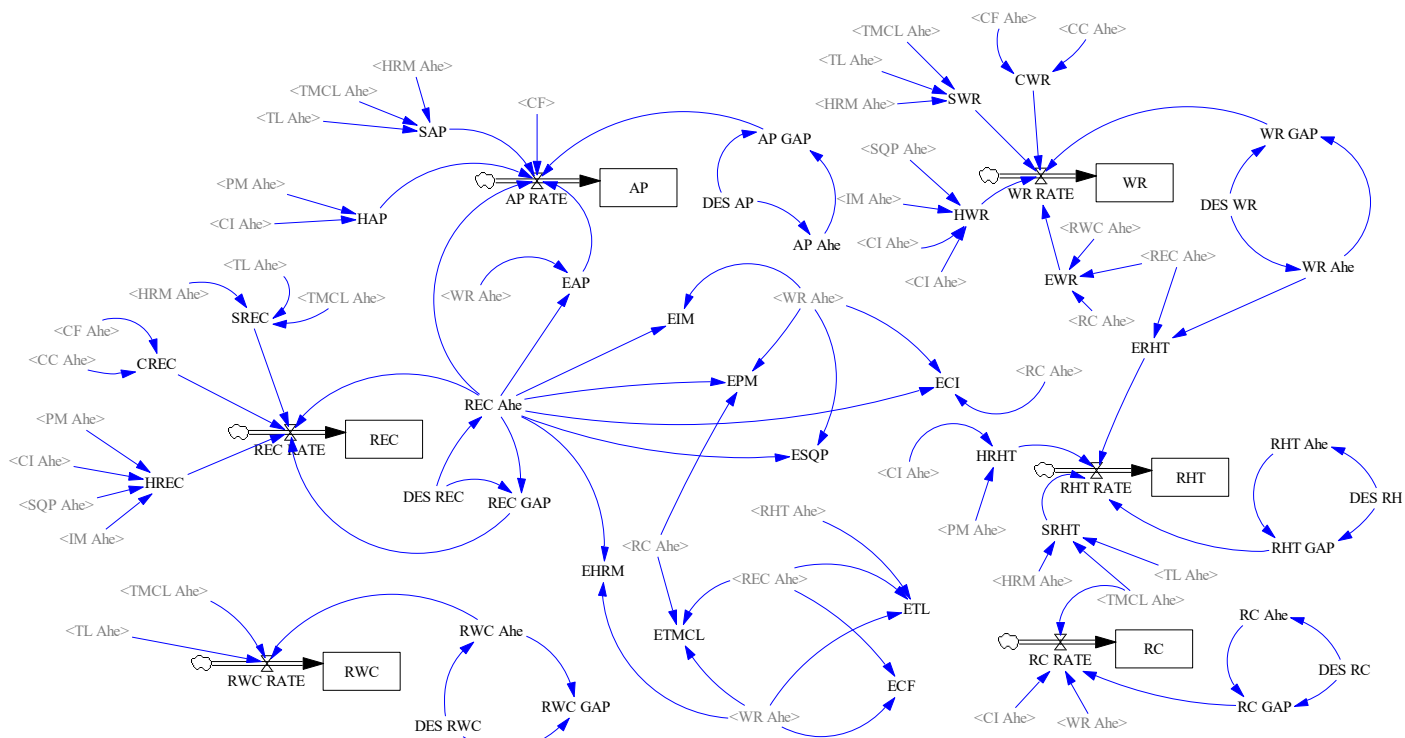 <CF Ahe>
<TMCL Ahe>
<CC Ahe>
<TL Ahe>
<HRM Ahe>
CWR
<TMCL Ahe>
SWR
<CF>
<HRM Ahe>
<TL Ahe>
SAP
AP GAP
WR GAP
<SQP Ahe>
<PM Ahe>
AP
WR
AP RATE
WR RATE
<IM Ahe>
DES AP
DES WR
HAP
HWR
<CI Ahe>
<RWC Ahe>
AP Ahe
<CI Ahe>
<REC Ahe>
<TL Ahe>
WR Ahe
EAP
EWR
<CI Ahe>
<HRM Ahe>
<WR Ahe>
<WR Ahe>
<TMCL Ahe>
SREC
EIM
<RC Ahe>
<CF Ahe>
ERHT
<CC Ahe>
CREC
<RC Ahe>
EPM
ECI
REC Ahe
<PM Ahe>
REC
REC RATE
RHT Ahe
ESQP
HRHT
<CI Ahe>
<CI Ahe>
RHT
HREC
RHT RATE
DES REC
DES RH
<SQP Ahe>
REC GAP
<RHT Ahe>
<PM Ahe>
SRHT
<IM Ahe>
<RC Ahe>
RHT GAP
EHRM
<REC Ahe>
<HRM Ahe>
<TL Ahe>
<TMCL Ahe>
<TMCL Ahe>
ETL
RC Ahe
<TL Ahe>
RWC Ahe
ETMCL
RC
RC RATE
RWC
RWC RATE
DES RC
ECF
RWC GAP
RC GAP
<CI Ahe>
<WR Ahe>
<WR Ahe>
DES RWC